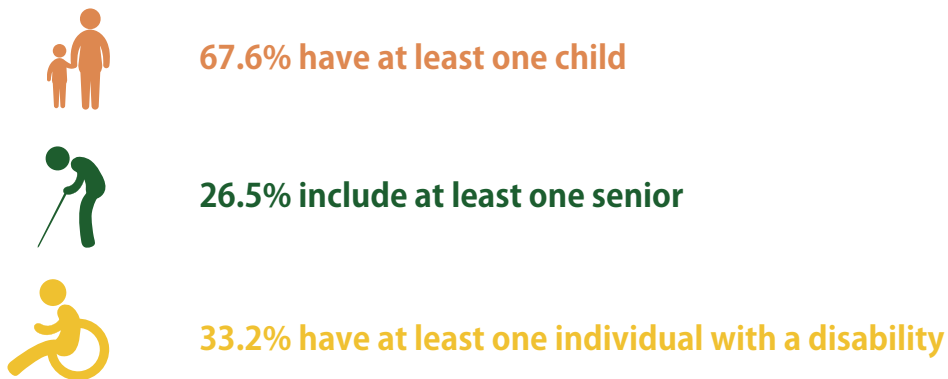 67.6% have at least one child
26.5% include at least one senior
33.2% have at least one individual with a disability